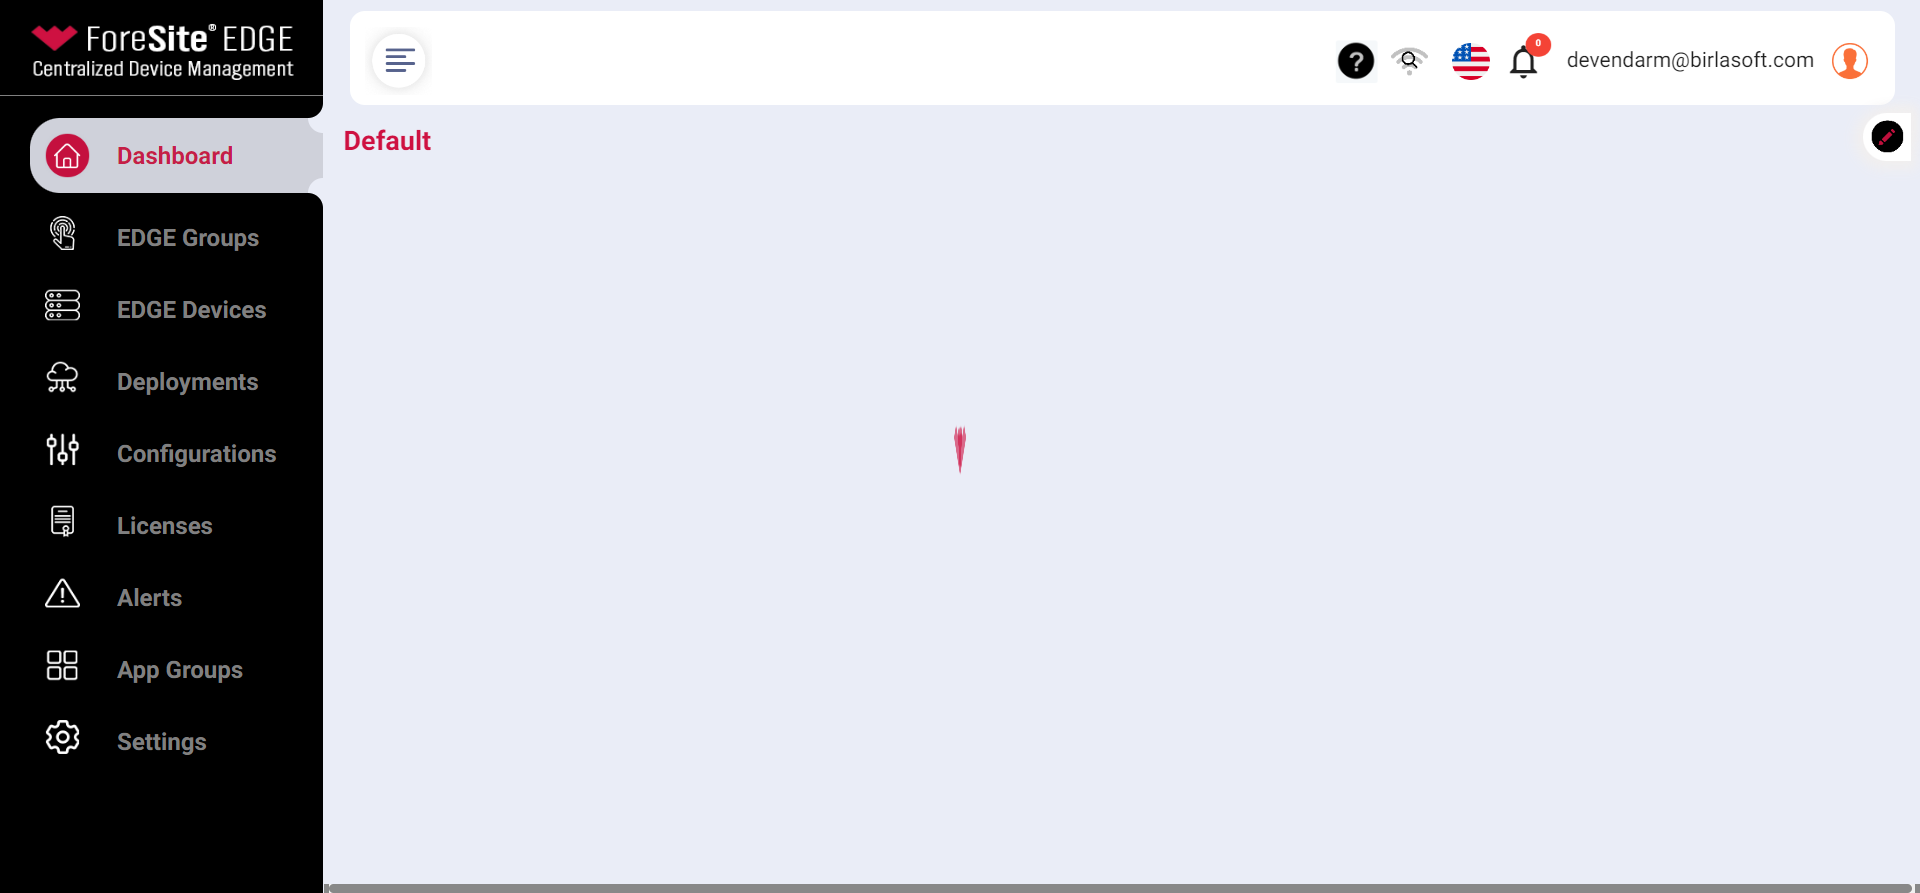 ForeSite® EDGE
Centralized Device Management
Dashboard
EDGE Groups
EDGE Devices
Deployments
Configurations
Licenses
Alerts
App Groups
Settings
?
0
devendarm@birlasoft.com
Default